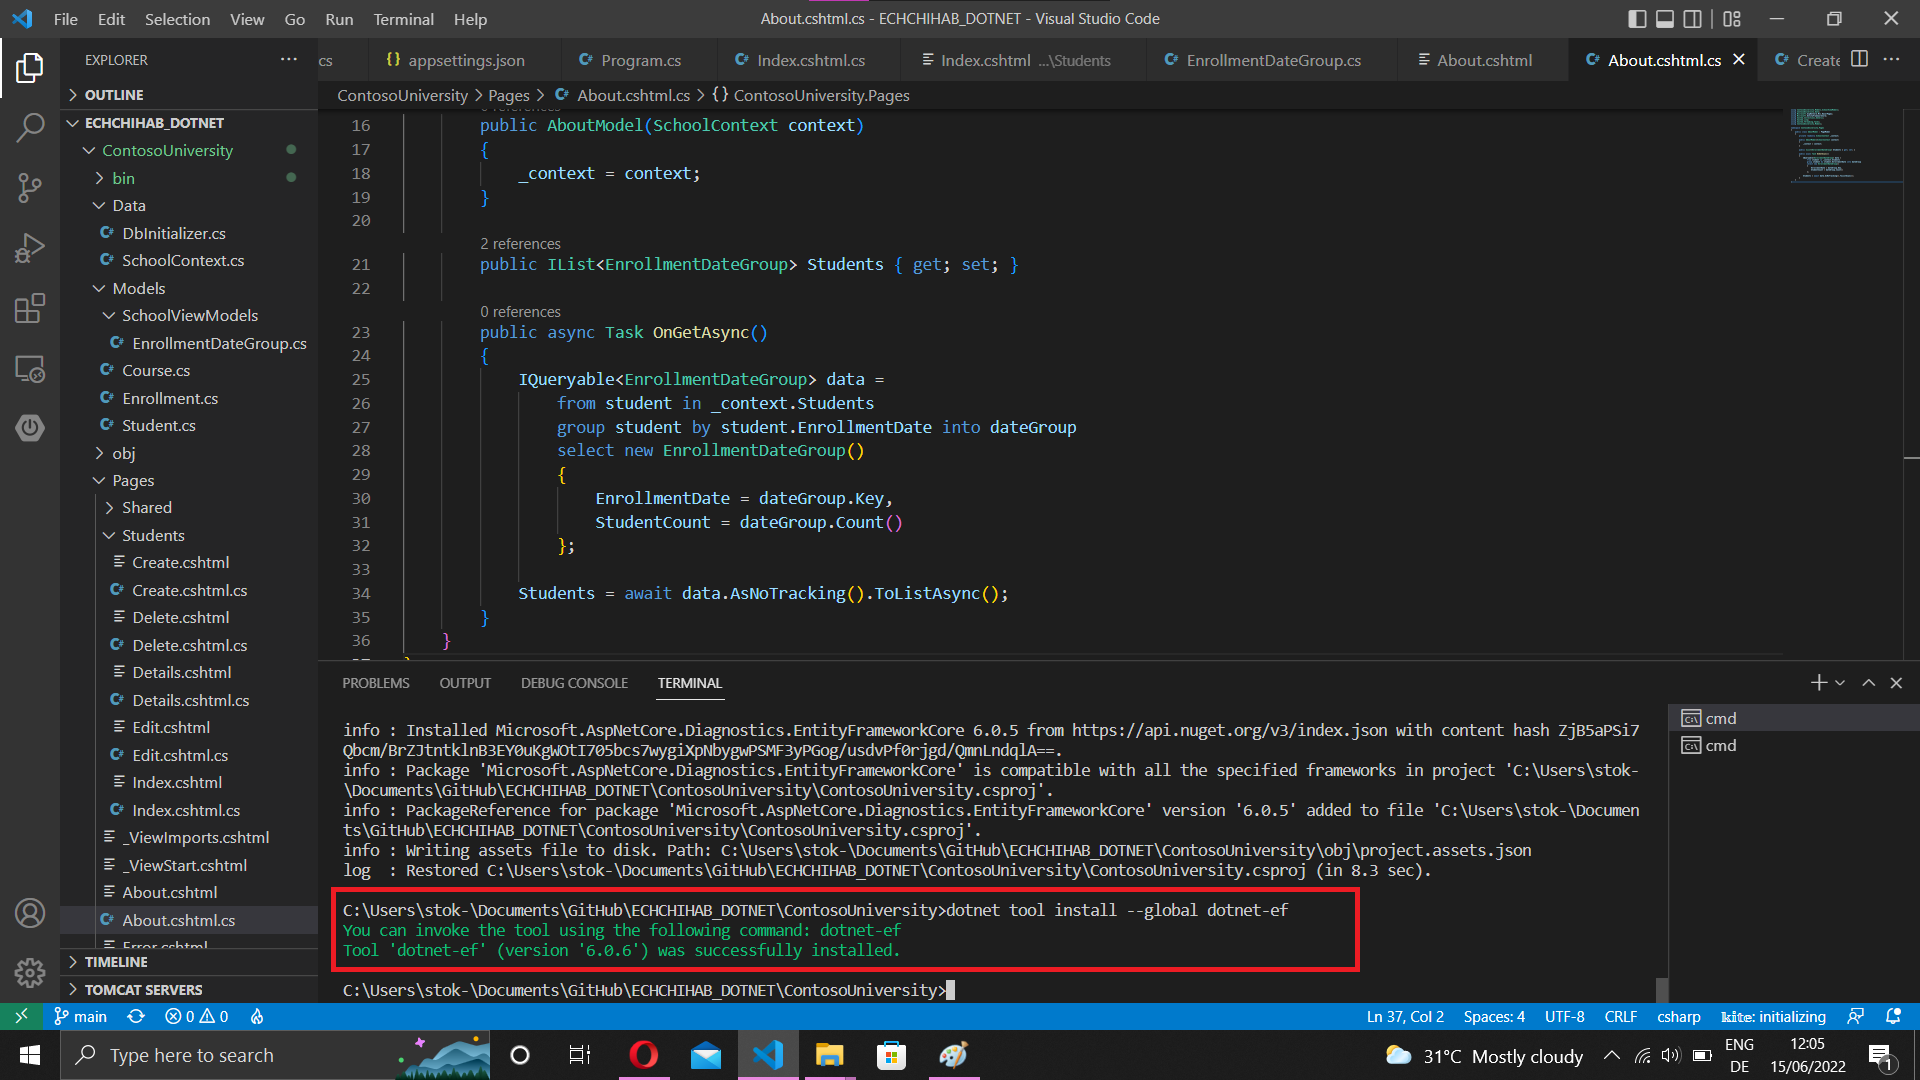 File Edit Selection View Go Run Terminal Help
About.cshtml.cs - ECHCHIHAB_DOTNET - Visual Studio Code
EXPLORER
cs
appsettings.json
Program.cs
Index.cshtml.cs
Index.cshtml ...\Students
EnrollmentDateGroup.cs
About.cshtml
About.cshtml.cs
Create
OUTLINE
ECHCHIHAB_DOTNET
ContosoUniversity
bin
Data
DbInitializer.cs
SchoolContext.cs
Models
SchoolViewModels
EnrollmentDateGroup.cs
Course.cs
Enrollment.cs
Student.cs
obj
Pages
Shared
Students
Create.cshtml
Create.cshtml.cs
Delete.cshtml
Delete.cshtml.cs
Details.cshtml
Details.cshtml.cs
Edit.cshtml
Edit.cshtml.cs
Index.cshtml
Index.cshtml.cs
_ViewImports.cshtml
_ViewStart.cshtml
About.cshtml
About.cshtml.cs
Error.cshtml
TIMELINE
TOMCAT SERVERS
ContosoUniversity > Pages > About.cshtml.cs > {} ContosoUniversity.Pages
16 public AboutModel(SchoolContext context)
17 {
18 _context = context;
19 }
20
2 references
21 public IList<EnrollmentDateGroup> Students { get; set; }
22
0 references
23 public async Task OnGetAsync()
24 {
25 IQueryable<EnrollmentDateGroup> data =
26 from student in _context.Students
27 group student by student.EnrollmentDate into dateGroup
28 select new EnrollmentDateGroup()
29 {
30 EnrollmentDate = dateGroup.Key,
31 StudentCount = dateGroup.Count()
32 };
33
34 Students = await data.AsNoTracking().ToListAsync();
35 }
36 }
PROBLEMS OUTPUT DEBUG CONSOLE TERMINAL
info : Installed Microsoft.AspNetCore.Diagnostics.EntityFrameworkCore 6.0.5 from https://api.nuget.org/v3/index.json with content hash ZjB5aPSi7
Qbcm/BrZJtntklnB3EY0uKgWOtI705bcs7wygiXpNbygwPSMF3yPGog/usdvPf0rjgd/QmnLndqlA==.
info : Package 'Microsoft.AspNetCore.Diagnostics.EntityFrameworkCore' is compatible with all the specified frameworks in project 'C:\Users\stok-
\Documents\GitHub\ECHCHIHAB_DOTNET\ContosoUniversity\ContosoUniversity.csproj'.
info : PackageReference for package 'Microsoft.AspNetCore.Diagnostics.EntityFrameworkCore' version '6.0.5' added to file 'C:\Users\stok-\Documen
ts\GitHub\ECHCHIHAB_DOTNET\ContosoUniversity\ContosoUniversity.csproj'.
info : Writing assets file to disk. Path: C:\Users\stok-\Documents\GitHub\ECHCHIHAB_DOTNET\ContosoUniversity\obj\project.assets.json
log  : Restored C:\Users\stok-\Documents\GitHub\ECHCHIHAB_DOTNET\ContosoUniversity\ContosoUniversity.csproj (in 8.3 sec).
C:\Users\stok-\Documents\GitHub\ECHCHIHAB_DOTNET\ContosoUniversity>dotnet tool install --global dotnet-ef
You can invoke the tool using the following command: dotnet-ef
Tool 'dotnet-ef' (version '6.0.6') was successfully installed.
C:\Users\stok-\Documents\GitHub\ECHCHIHAB_DOTNET\ContosoUniversity>
cmd
cmd
main
0 0
Ln 37, Col 2 Spaces: 4 UTF-8 CRLF csharp kite: initializing
Type here to search
31°C Mostly cloudy
ENG
DE
12:05
15/06/2022
1